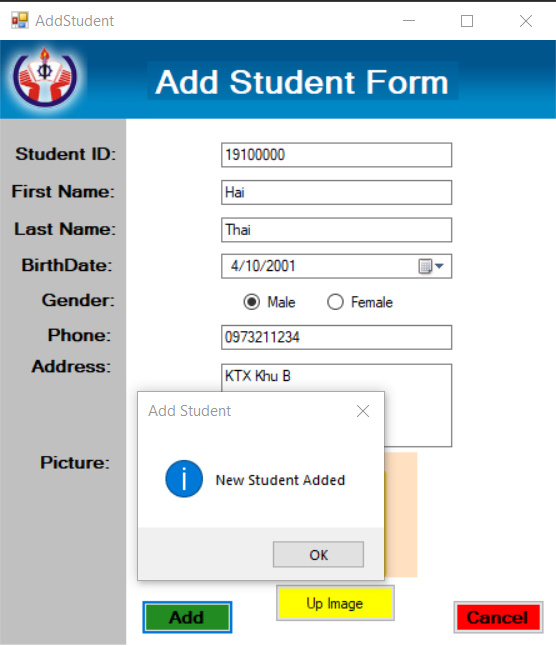 AddStudent
Add Student Form
Student ID: 19100000
First Name: Hai
Last Name: Thai
BirthDate: 4/10/2001
Gender: Male Female
Phone: 0973211234
Address: KTX Khu B
Add Student
Picture:
New Student Added
OK
Up Image
Add Cancel